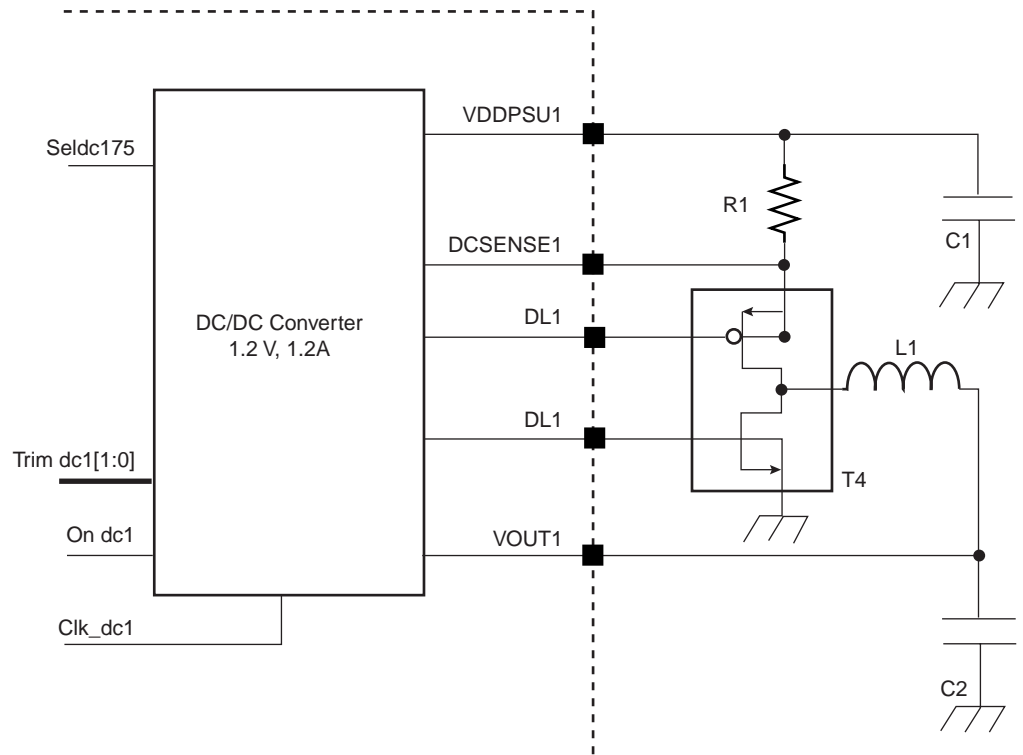 VDDPSU1
Seldc175
R1
C1
DCSENSE1
DC/DC Converter
1.2 V, 1.2A
DL1
L1
DL1
Trim dc1[1:0]
T4
On dc1
VOUT1
Clk_dc1
C2